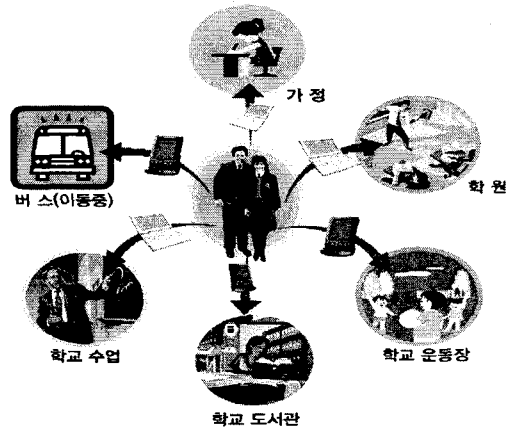 가 정
학 원
버 스(이동중)
학교 수업
학교 운동장
학교 도서관